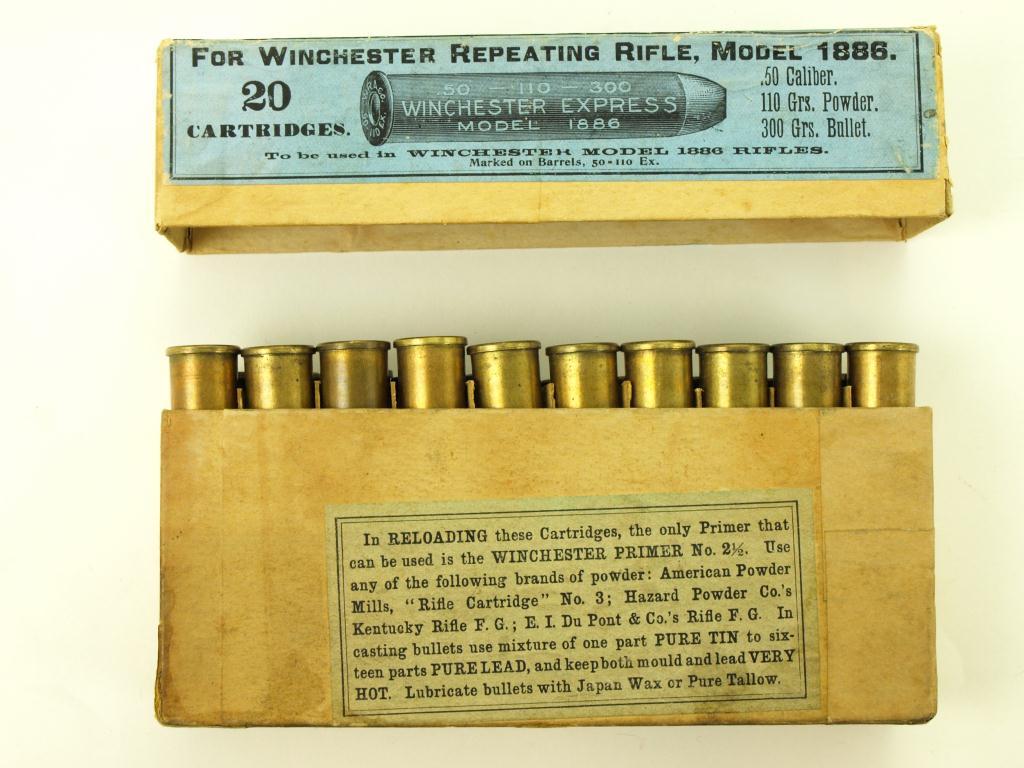 FOR WINCHESTER REPEATING RIFLE, MODEL 1886.
20
CARTRIDGES.
.50 — 110 — 300
WINCHESTER EXPRESS
MODEL 1886
.50 Caliber.
110 Grs. Powder.
300 Grs. Bullet.
To be used in WINCHESTER MODEL 1886 RIFLES.
Marked on Barrels, 50-110 Ex.
In RELOADING these Cartridges, the only Primer that
can be used is the WINCHESTER PRIMER No. 2½. Use
any of the following brands of powder: American Powder
Mills, "Rifle Cartridge" No. 3; Hazard Powder Co.'s
Kentucky Rifle F. G.; E. I. Du Pont & Co.'s Rifle F. G. In
casting bullets use mixture of one part PURE TIN to six-
teen parts PURE LEAD, and keep both mould and lead VERY
HOT. Lubricate bullets with Japan Wax or Pure Tallow.